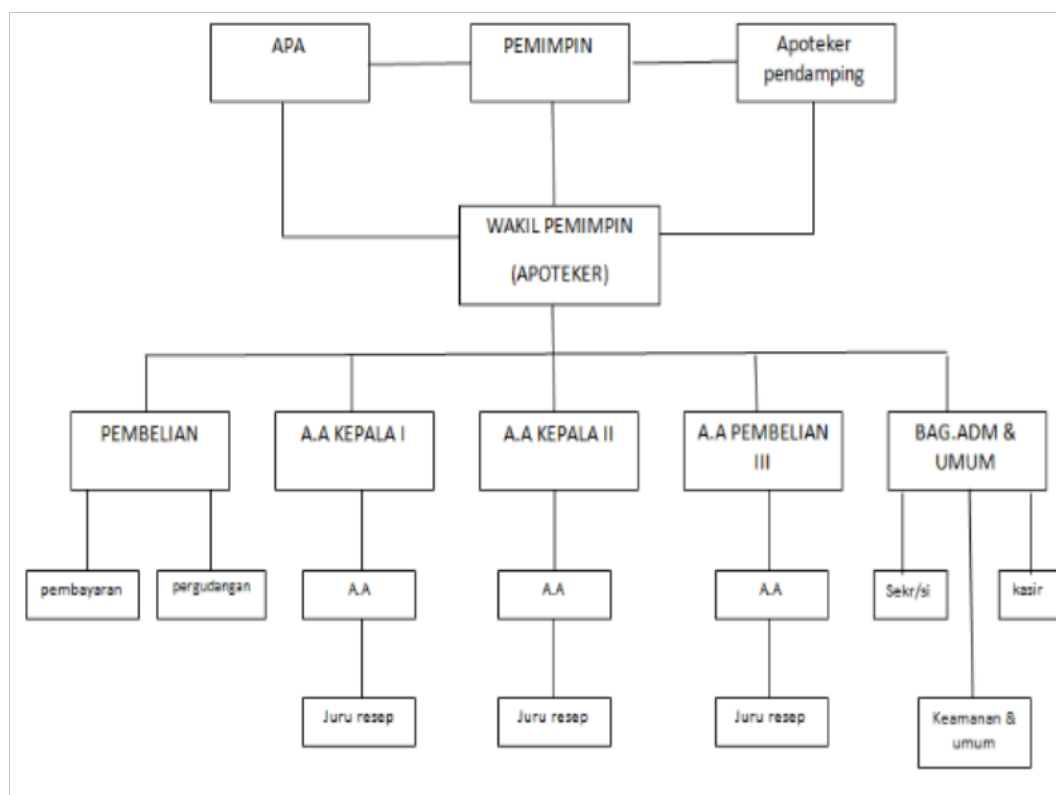 APA
PEMIMPIN
Apoteker
pendamping
WAKIL PEMIMPIN
(APOTEKER)
PEMBELIAN
A.A KEPALA I
A.A KEPALA II
A.A PEMBELIAN
III
BAG.ADM &
UMUM
pembayaran
pergudangan
A.A
A.A
A.A
Sekr/si
kasir
Juru resep
Juru resep
Juru resep
Keamanan &
umum